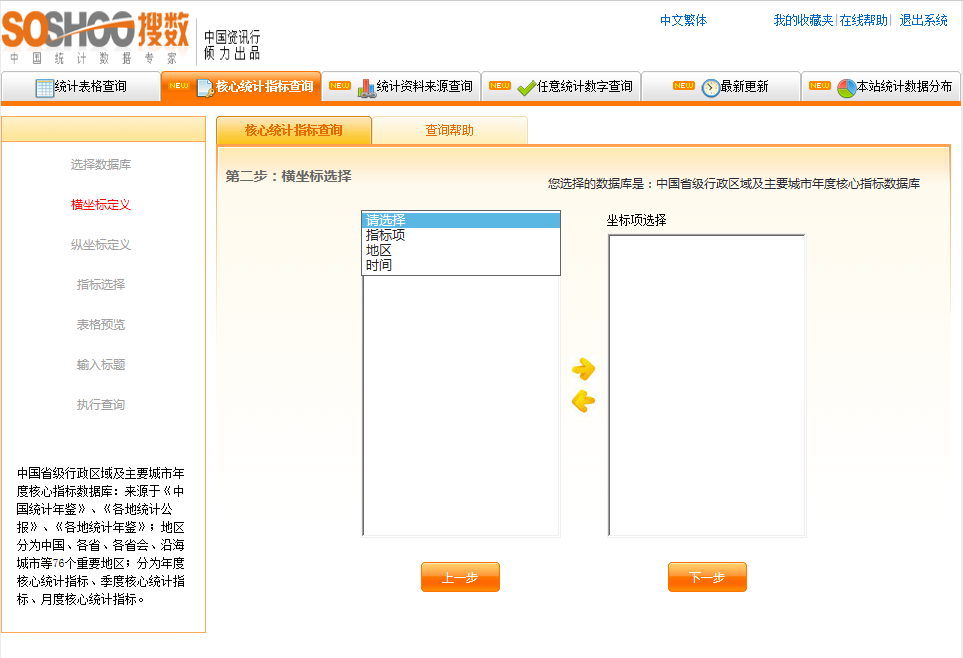 SOSHOO搜数
中国统计数据专家
中国资讯行
倾力出品
中文繁体
我的收藏夹|在线帮助| 退出系统
统计表格查询
NEW 核心统计指标查询
NEW 统计资料来源查询
NEW 任意统计数字查询
NEW 最新更新
NEW 本站统计数据分布
选择数据库
横坐标定义
纵坐标定义
指标选择
表格预览
输入标题
执行查询
中国省级行政区域及主要城市年
度核心指标数据库：来源于《中
国统计年鉴》、《各地统计公
报》、《各地统计年鉴》；地区
分为中国、各省、各省会、沿海
城市等76个重要地区；分为年度
核心统计指标、季度核心统计指
标、月度核心统计指标。
核心统计指标查询
查询帮助
第二步：横坐标选择
您选择的数据库是：中国省级行政区域及主要城市年度核心指标数据库
请选择
指标项
地区
时间
坐标项选择
上一步
下一步